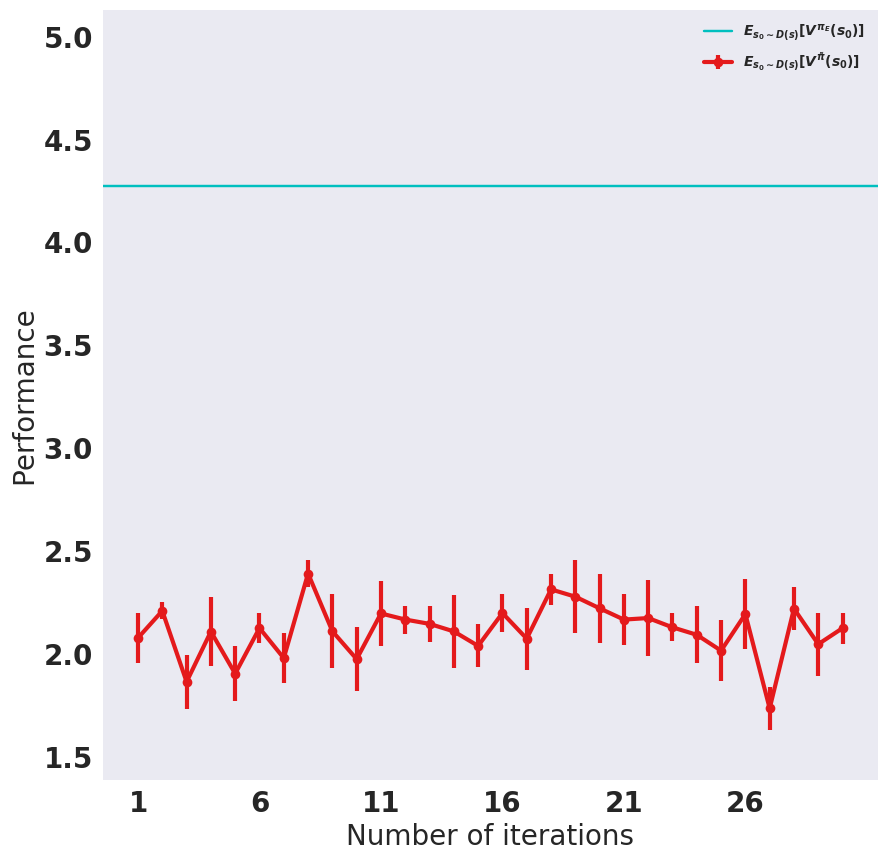 5.0
4.5
4.0
3.5
3.0
2.5
2.0
1.5
Performance
1 6 11 16 21 26
Number of iterations
E_{s_0∼D(s)}[V^{π_E}(s_0)]
E_{s_0∼D(s)}[V^{π̃}(s_0)]